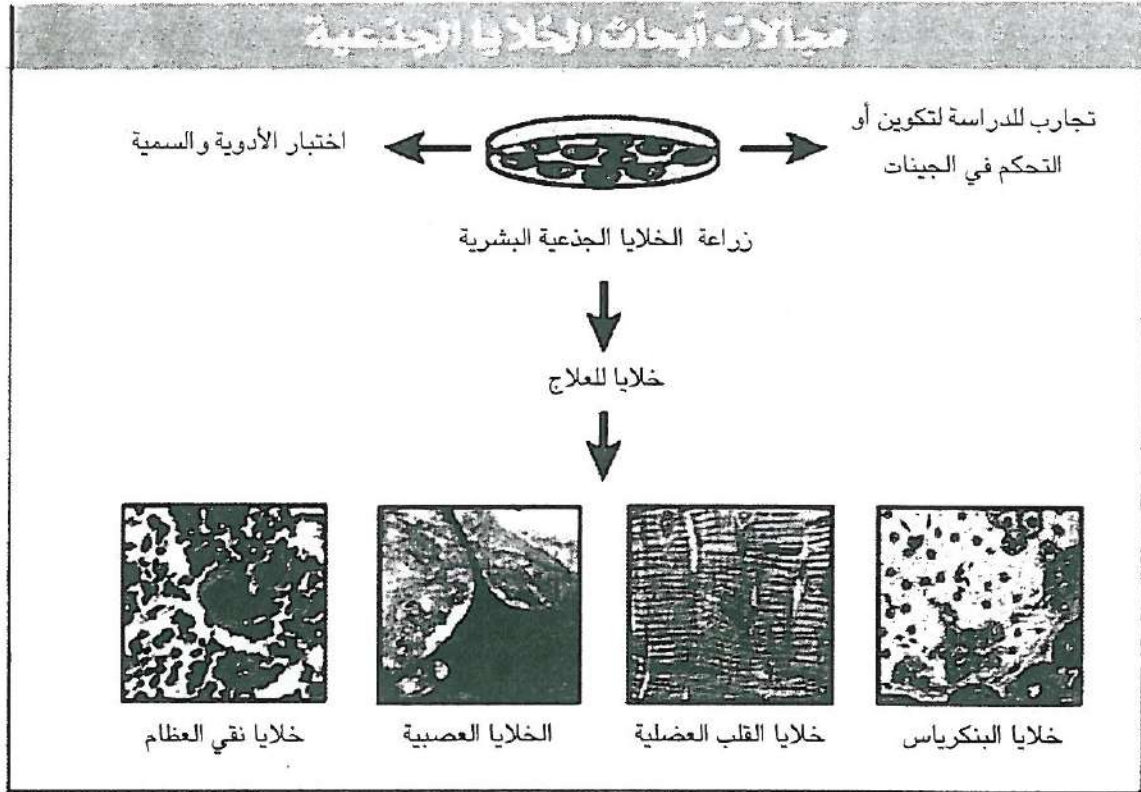 مجالات أبحاث الخلايا الجذعية
تجارب للدراسة لتكوين أو
التحكم في الجينات
اختبار الأدوية والسمية
زراعة الخلايا الجذعية البشرية
خلايا للعلاج
خلايا البنكرياس
خلايا القلب العضلية
الخلايا العصبية
خلايا نقي العظام